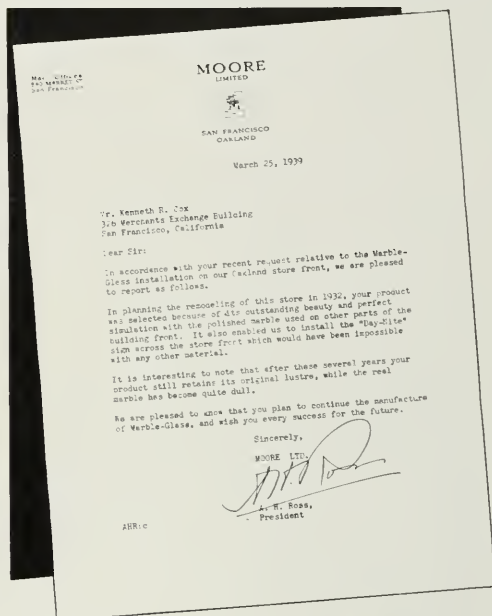 Main Offices
840 MARKET ST
San Francisco
MOORE
LIMITED
SAN FRANCISCO
OAKLAND
March 25, 1939
Mr. Kenneth R. Cox
326 Merchants Exchange Building
San Francisco, California
Dear Sir:
In accordance with your recent request relative to the Marble-
Glass installation on our Oakland store front, we are pleased
to report as follows.
In planning the remodeling of this store in 1932, your product
was selected because of its outstanding beauty and perfect
simulation with the polished marble used on other parts of the
building front. It also enabled us to install the "Day-Nite"
sign across the store front which would have been impossible
with any other material.
It is interesting to note that after these several years your
product still retains its original lustre, while the real
marble has become quite dull.
We are pleased to know that you plan to continue the manufacture
of Marble-Glass, and wish you every success for the future.
Sincerely,
MOORE LTD.
A. H. Ross,
President
AHR:c